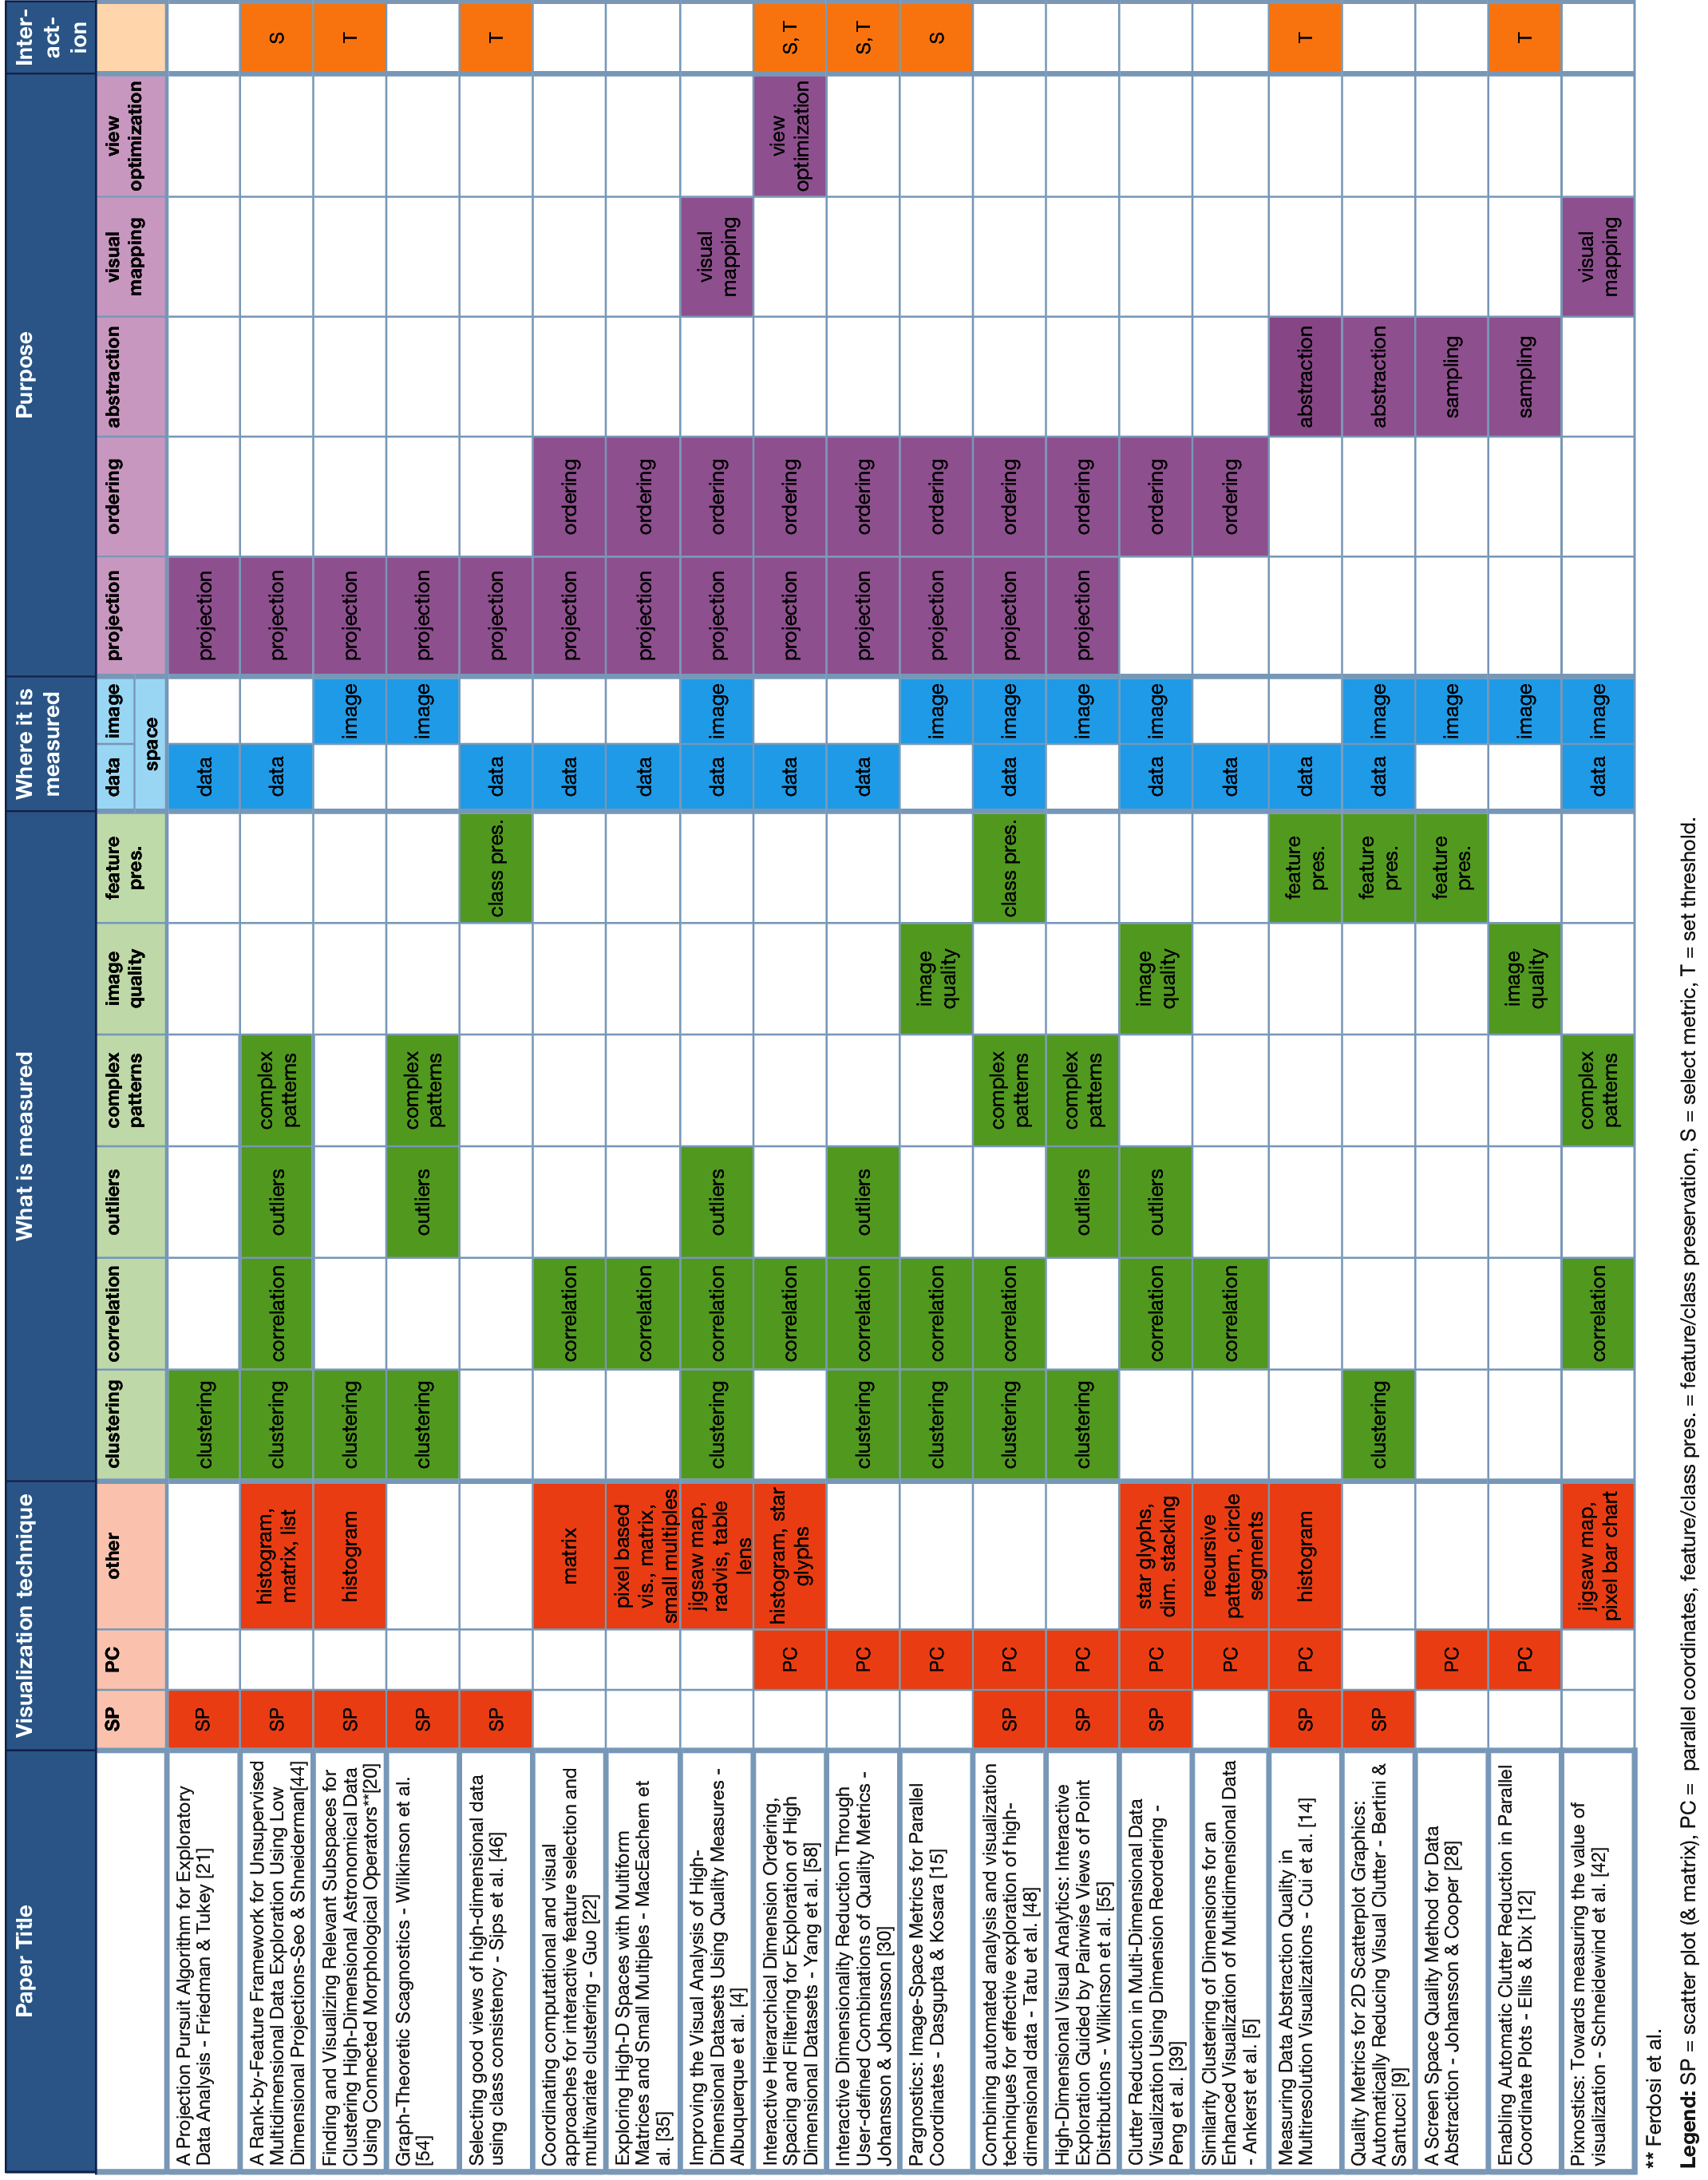 Paper Title
Visualization technique
What is measured
Where it is
measured
Purpose
Inter-
act-
ion
SP
PC
other
clustering
correlation
outliers
complex
patterns
image
quality
feature
pres.
data
image
space
projection
ordering
abstraction
visual
mapping
view
optimization
A Projection Pursuit Algorithm for Exploratory
Data Analysis - Friedman & Tukey [21]
SP
clustering
data
projection
A Rank-by-Feature Framework for Unsupervised
Multidimensional Data Exploration Using Low
Dimensional Projections-Seo & Shneiderman[44]
SP
histogram,
matrix, list
clustering
correlation
outliers
complex
patterns
data
projection
S
Finding and Visualizing Relevant Subspaces for
Clustering High-Dimensional Astronomical Data
Using Connected Morphological Operators**[20]
SP
histogram
clustering
image
projection
T
Graph-Theoretic Scagnostics - Wilkinson et al.
[54]
SP
clustering
outliers
complex
patterns
image
projection
Selecting good views of high-dimensional data
using class consistency - Sips et al. [46]
SP
class pres.
data
projection
T
Coordinating computational and visual
approaches for interactive feature selection and
multivariate clustering - Guo [22]
matrix
correlation
data
projection
ordering
Exploring High-D Spaces with Multiform
Matrices and Small Multiples - MacEachern et
al. [35]
pixel based
vis., matrix,
small multiples
correlation
data
projection
ordering
Improving the Visual Analysis of High-
Dimensional Datasets Using Quality Measures -
Albuquerque et al. [4]
jigsaw map,
radvis, table
lens
clustering
correlation
outliers
data
image
projection
ordering
visual
mapping
Interactive Hierarchical Dimension Ordering,
Spacing and Filtering for Exploration of High
Dimensional Datasets - Yang et al. [58]
PC
histogram, star
glyphs
correlation
data
projection
ordering
view
optimization
S, T
Interactive Dimensionality Reduction Through
User-defined Combinations of Quality Metrics -
Johansson & Johansson [30]
PC
clustering
correlation
outliers
data
projection
ordering
S, T
Pargnostics: Image-Space Metrics for Parallel
Coordinates - Dasgupta & Kosara [15]
PC
clustering
correlation
image
quality
image
projection
ordering
S
Combining automated analysis and visualization
techniques for effective exploration of high-
dimensional data - Tatu et al. [48]
SP
PC
clustering
correlation
complex
patterns
class pres.
data
image
projection
ordering
High-Dimensional Visual Analytics: Interactive
Exploration Guided by Pairwise Views of Point
Distributions - Wilkinson et al. [55]
SP
PC
clustering
outliers
complex
patterns
image
projection
ordering
Clutter Reduction in Multi-Dimensional Data
Visualization Using Dimension Reordering -
Peng et al. [39]
SP
PC
star glyphs,
dim. stacking
correlation
outliers
image
quality
data
image
ordering
Similarity Clustering of Dimensions for an
Enhanced Visualization of Multidimensional Data
- Ankerst et al. [5]
PC
recursive
pattern, circle
segments
correlation
data
ordering
Measuring Data Abstraction Quality in
Multiresolution Visualizations - Cui et al. [14]
SP
PC
histogram
feature
pres.
data
abstraction
T
Quality Metrics for 2D Scatterplot Graphics:
Automatically Reducing Visual Clutter - Bertini &
Santucci [9]
SP
clustering
feature
pres.
data
image
abstraction
A Screen Space Quality Method for Data
Abstraction - Johansson & Cooper [28]
PC
feature
pres.
image
sampling
Enabling Automatic Clutter Reduction in Parallel
Coordinate Plots - Ellis & Dix [12]
PC
image
quality
image
sampling
T
Pixnostics: Towards measuring the value of
visualization - Schneidewind et al. [42]
jigsaw map,
pixel bar chart
correlation
complex
patterns
data
image
visual
mapping
** Ferdosi et al.
Legend: SP = scatter plot (& matrix), PC = parallel coordinates, feature/class pres. = feature/class preservation, S = select metric, T = set threshold.